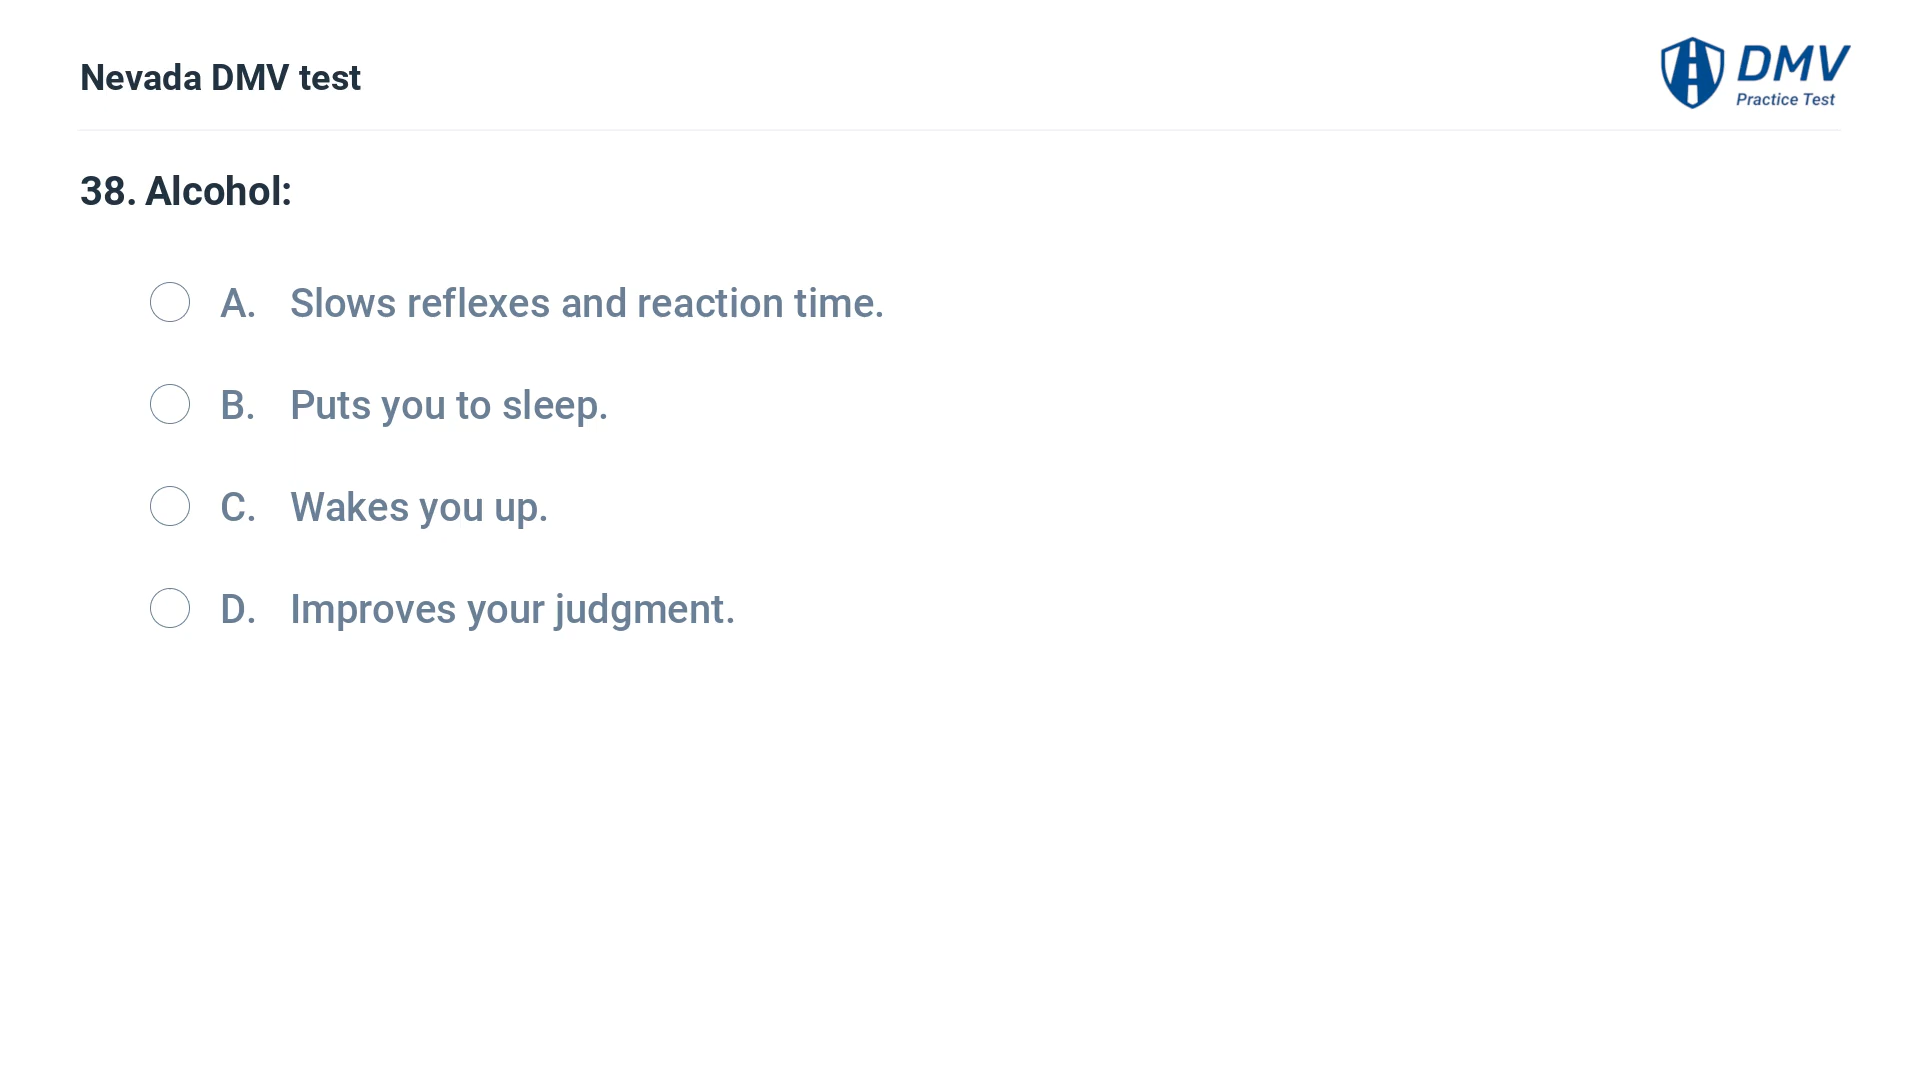 Nevada DMV test
DMV
Practice Test
38. Alcohol:
A. Slows reflexes and reaction time.
B. Puts you to sleep.
C. Wakes you up.
D. Improves your judgment.